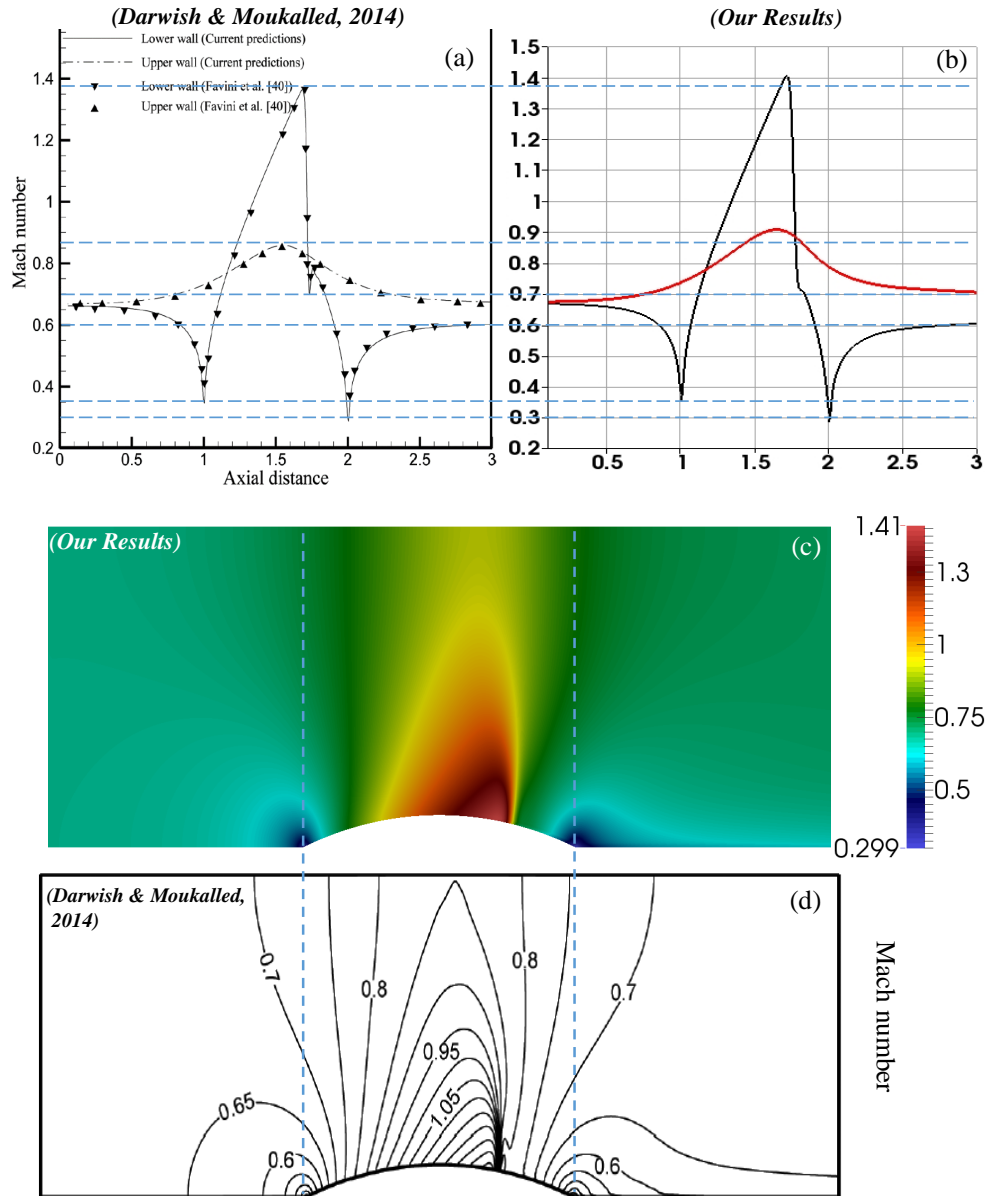 (Darwish & Moukalled, 2014)
(Our Results)
Lower wall (Current predictions)
Upper wall (Current predictions)
Lower wall (Favini et al. [40])
Upper wall (Favini et al. [40])
(a)
Mach number
1.4
1.2
1
0.8
0.6
0.4
0.2
0 0.5 1 1.5 2 2.5 3
Axial distance
(b)
1.5
1.4
1.3
1.2
1.1
1
0.9
0.8
0.7
0.6
0.5
0.4
0.3
0.2
0.5 1 1.5 2 2.5 3
(Our Results)
(c)
1.41
1.3
1
0.75
0.5
0.299
(Darwish & Moukalled,
2014)
(d)
0.7
0.8
0.8
0.7
0.95
1.05
0.65
0.6
0.6
Mach number